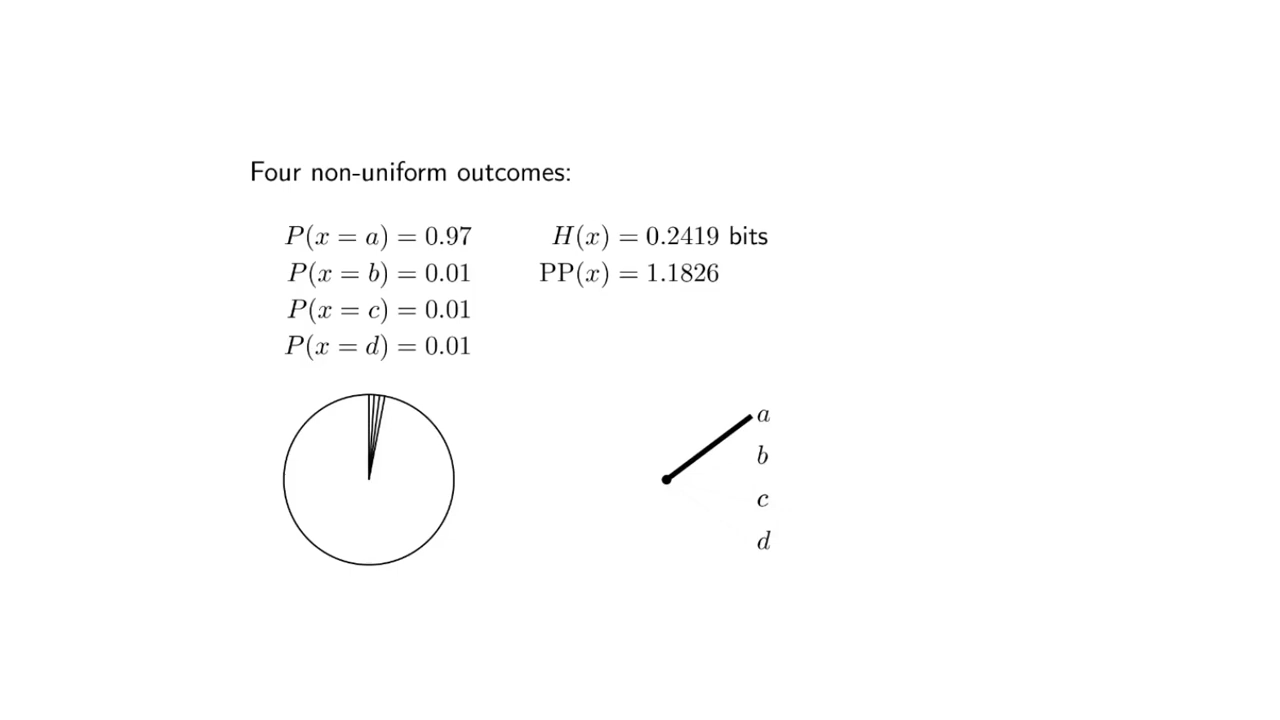 Four non-uniform outcomes:
P(x = a) = 0.97 H(x) = 0.2419 bits
P(x = b) = 0.01 PP(x) = 1.1826
P(x = c) = 0.01
P(x = d) = 0.01
a
b
c
d